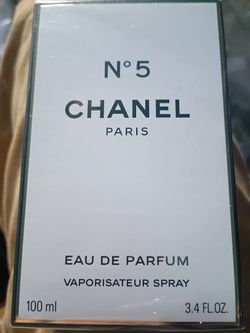 N°5
CHANEL
PARIS
EAU DE PARFUM
VAPORISATEUR SPRAY
100 ml 3.4 FL.OZ.